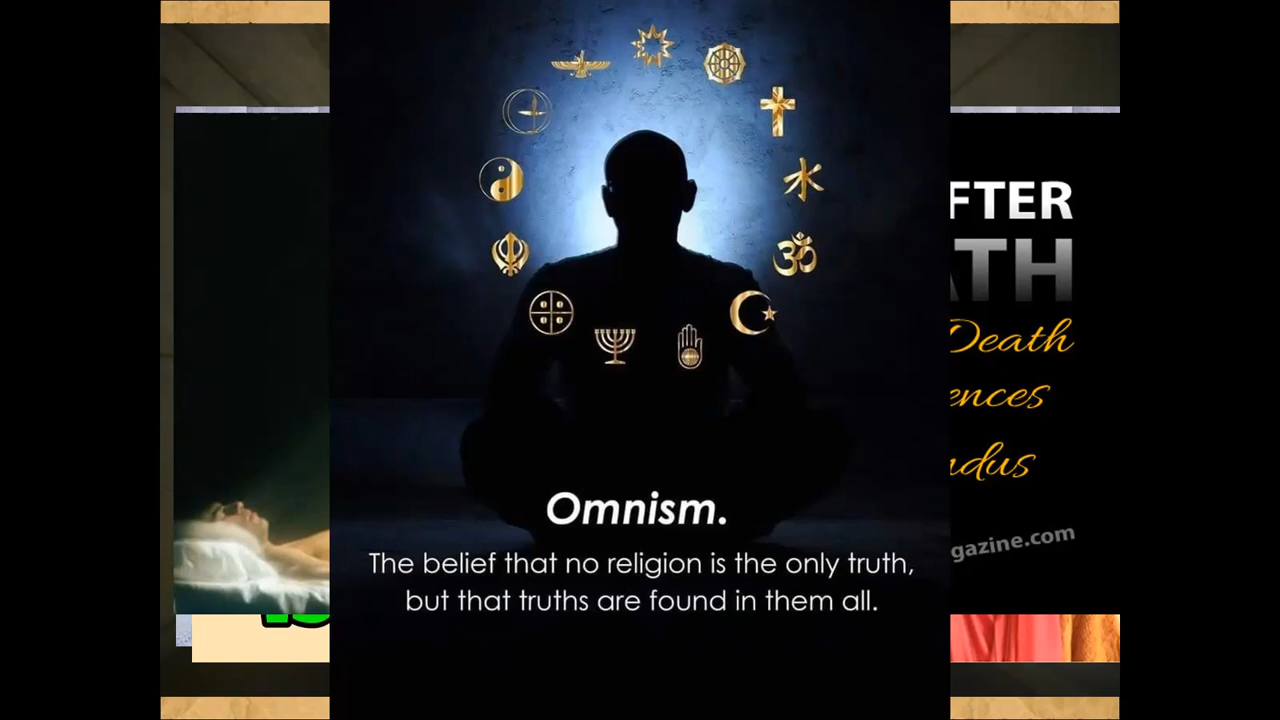 FTER
ATH
Death
ences
dus
gazine.com
Omnism.
The belief that no religion is the only truth,
but that truths are found in them all.